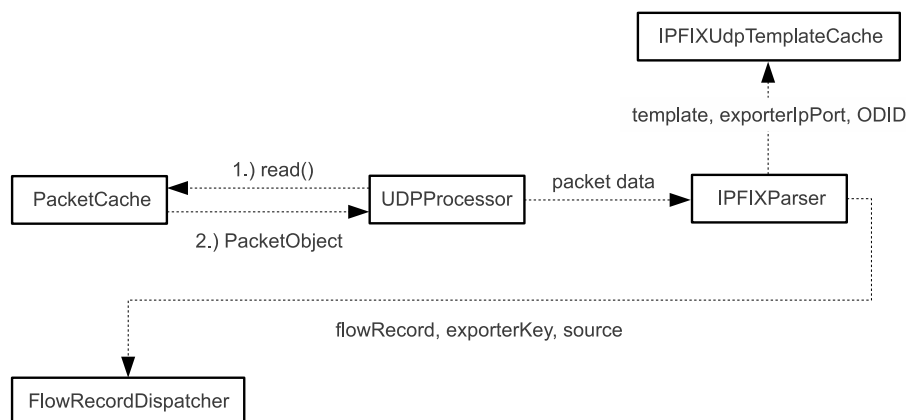 IPFIXUdpTemplateCache
template, exporterIpPort, ODID
1.) read()
packet data
PacketCache
UDPProcessor
IPFIXParser
2.) PacketObject
flowRecord, exporterKey, source
FlowRecordDispatcher